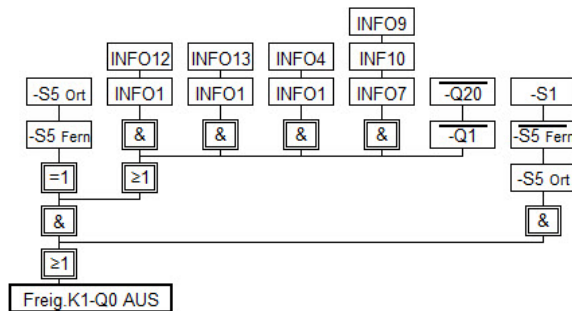 INFO9
INFO12 INFO13 INFO4 INF10
-S5 Ort INFO1 INFO1 INFO1 INFO7 -Q20 -S1
-S5 Fern & & & & -Q1 -S5 Fern
=1 ≥1 -S5 Ort
& &
≥1
Freig.K1-Q0 AUS